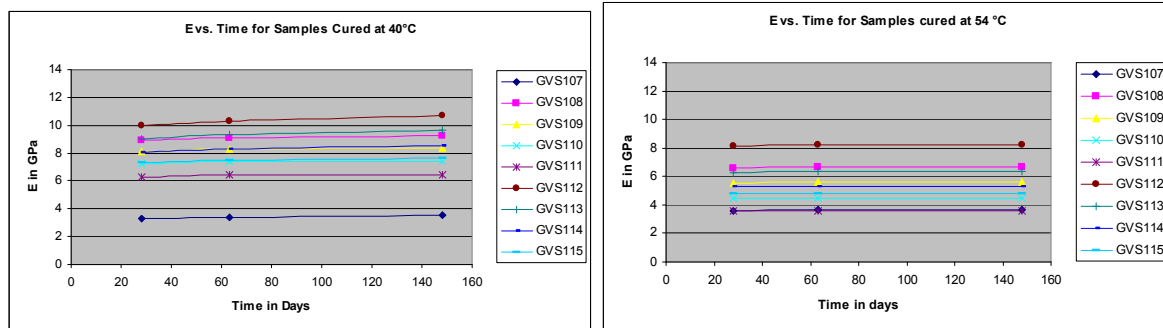 E vs. Time for Samples Cured at 40°C
E in GPa
14
12
10
8
6
4
2
0
0 20 40 60 80 100 120 140 160
Time in Days
GVS107
GVS108
GVS109
GVS110
GVS111
GVS112
GVS113
GVS114
GVS115
E vs. Time for Samples cured at 54 °C
E in GPa
14
12
10
8
6
4
2
0
0 20 40 60 80 100 120 140 160
Time in days
GVS107
GVS108
GVS109
GVS110
GVS111
GVS112
GVS113
GVS114
GVS115